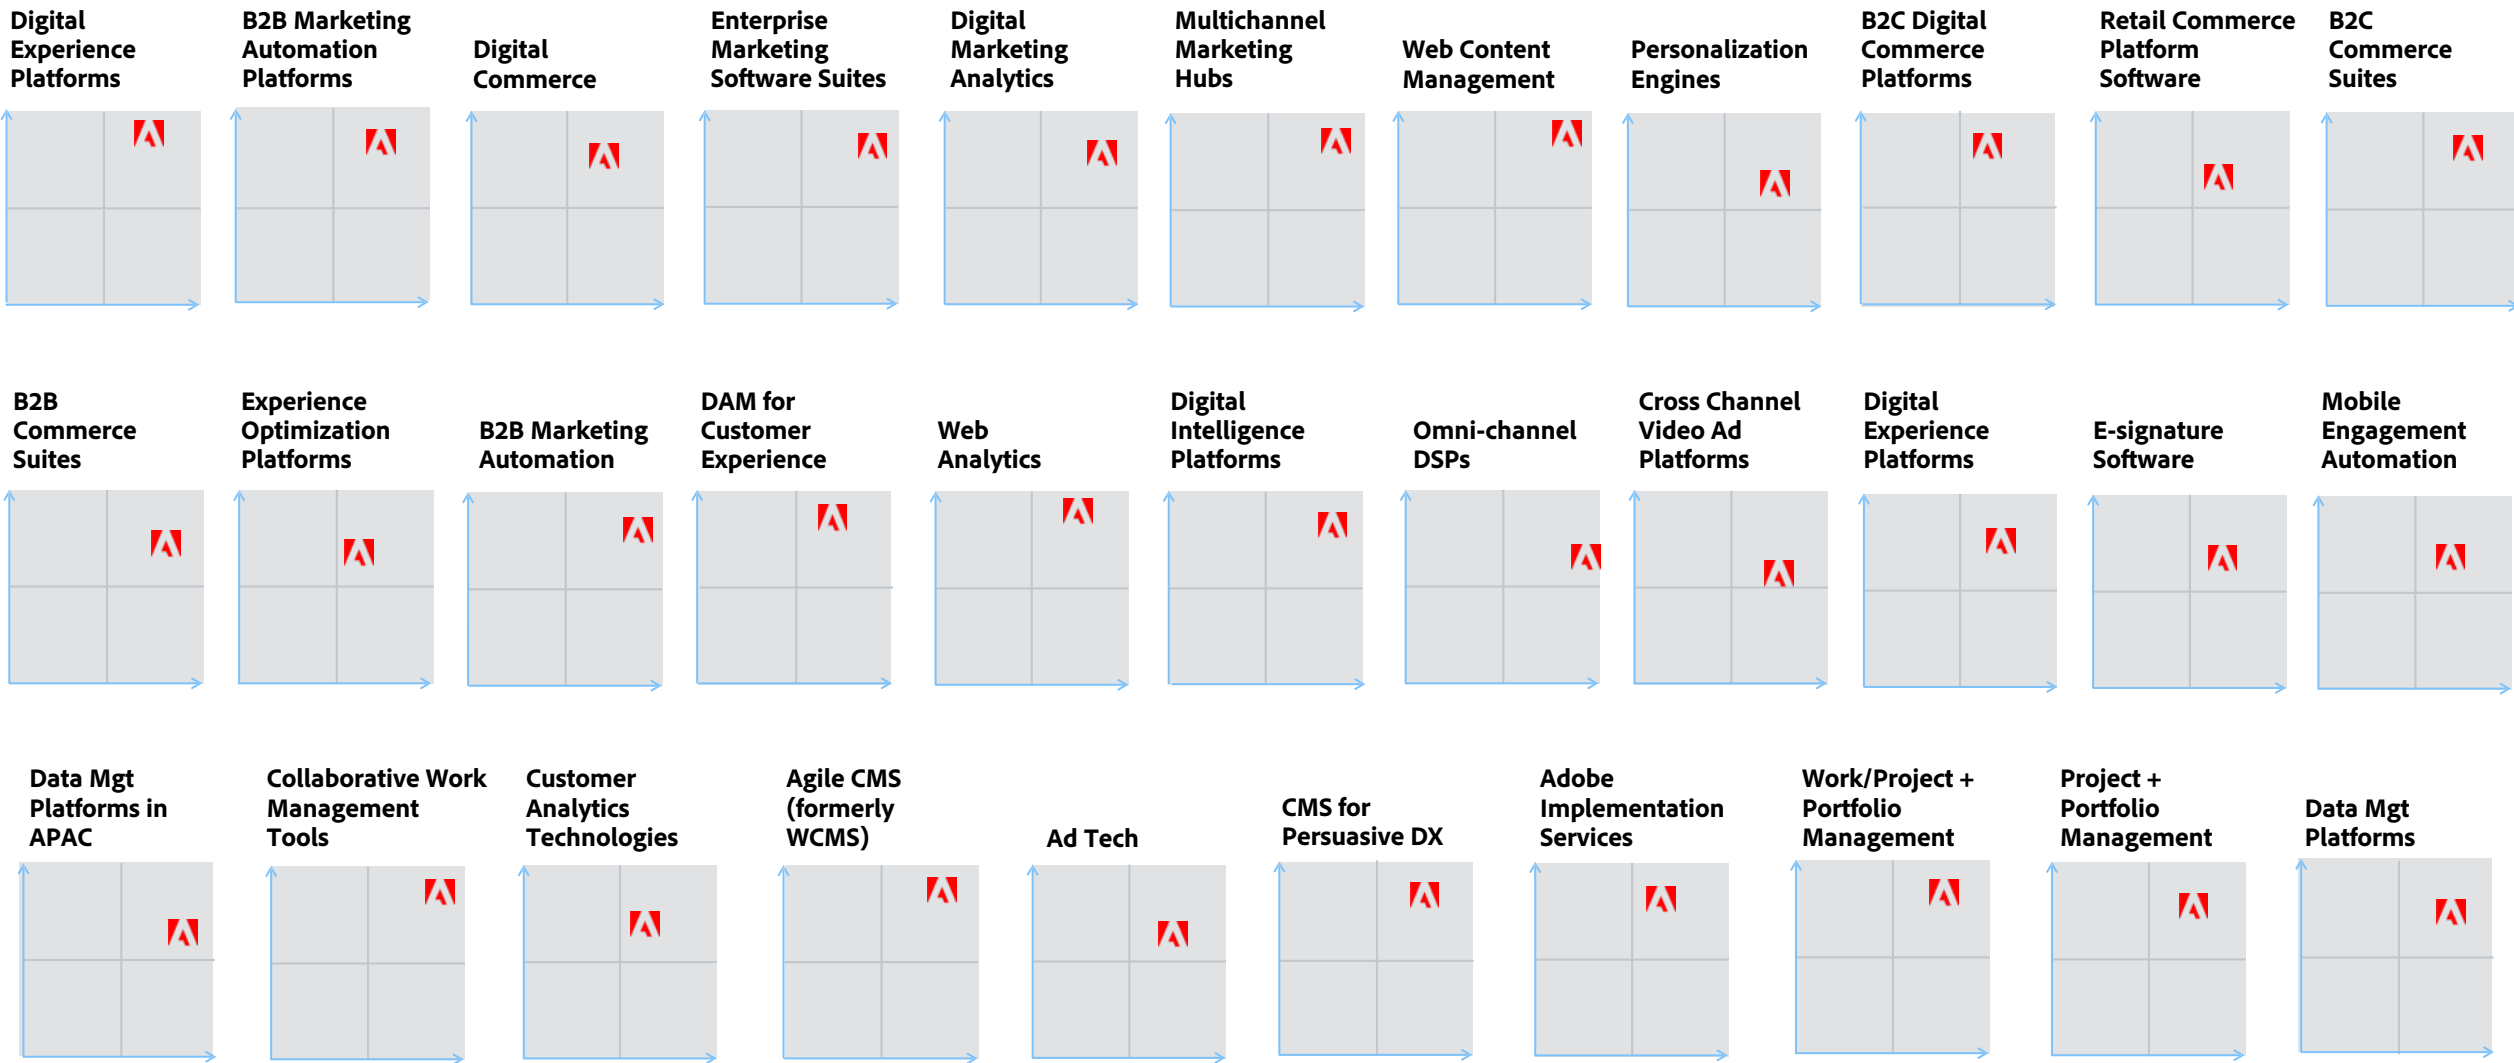 Digital
Experience
Platforms
B2B Marketing
Automation
Platforms
Digital
Commerce
Enterprise
Marketing
Software Suites
Digital
Marketing
Analytics
Multichannel
Marketing
Hubs
Web Content
Management
Personalization
Engines
B2C Digital
Commerce
Platforms
Retail Commerce
Platform
Software
B2C
Commerce
Suites
B2B
Commerce
Suites
Experience
Optimization
Platforms
B2B Marketing
Automation
DAM for
Customer
Experience
Web
Analytics
Digital
Intelligence
Platforms
Omni-channel
DSPs
Cross Channel
Video Ad
Platforms
Digital
Experience
Platforms
E-signature
Software
Mobile
Engagement
Automation
Data Mgt
Platforms in
APAC
Collaborative Work
Management
Tools
Customer
Analytics
Technologies
Agile CMS
(formerly
WCMS)
Ad Tech
CMS for
Persuasive DX
Adobe
Implementation
Services
Work/Project +
Portfolio
Management
Project +
Portfolio
Management
Data Mgt
Platforms